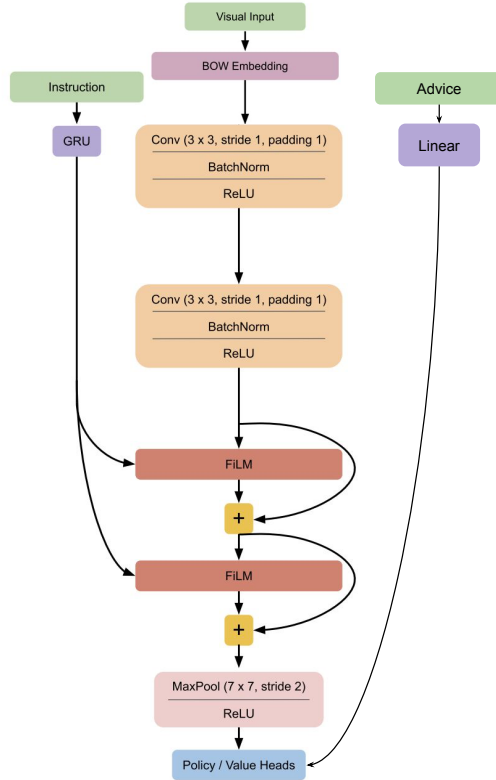 Visual Input
BOW Embedding
Instruction
GRU
Advice
Linear
Conv (3 x 3, stride 1, padding 1)
BatchNorm
ReLU
Conv (3 x 3, stride 1, padding 1)
BatchNorm
ReLU
FiLM
+
FiLM
+
MaxPool (7 x 7, stride 2)
ReLU
Policy / Value Heads